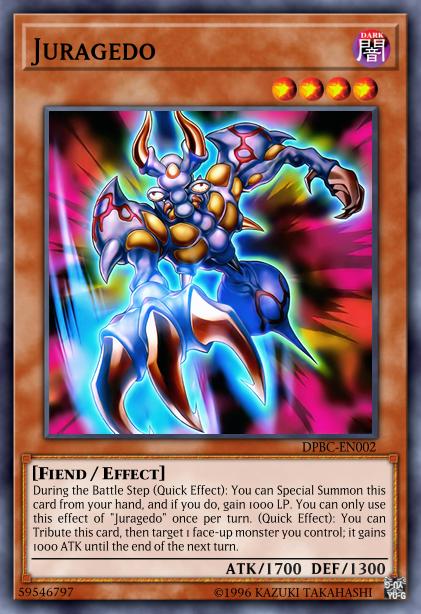 Juragedo
DARK
闇
DPBC-EN002
[Fiend / Effect]
During the Battle Step (Quick Effect): You can Special Summon this
card from your hand, and if you do, gain 1000 LP. You can only use
this effect of "Juragedo" once per turn. (Quick Effect): You can
Tribute this card, then target 1 face-up monster you control; it gains
1000 ATK until the end of the next turn.
ATK/1700 DEF/1300
59546797
©1996 KAZUKI TAKAHASHI